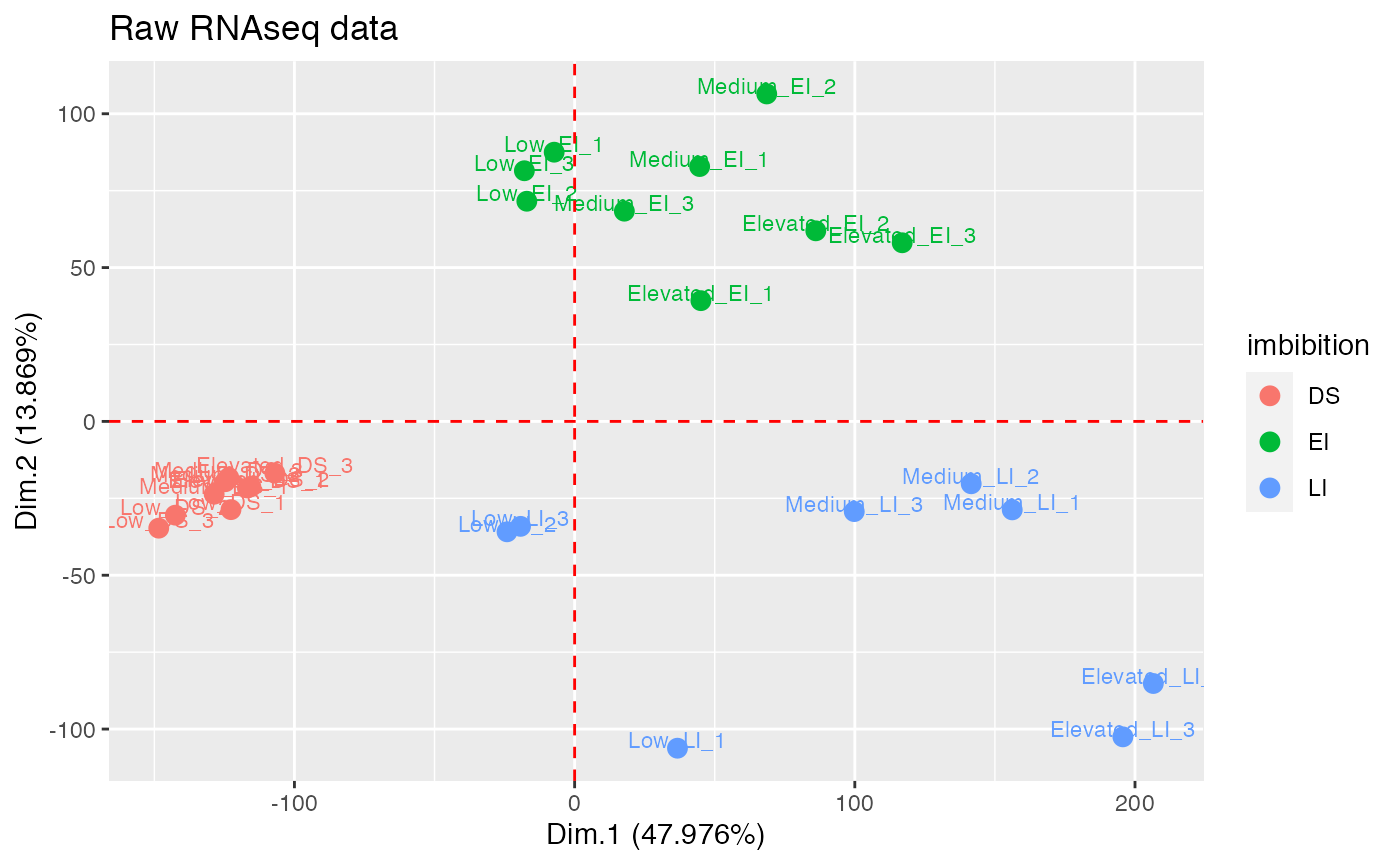 Raw RNAseq data
Medium_EI_2
Low_EI_1
Low_EI_3
Medium_EI_1
Low_EI_2
Medium_EI_3
Elevated_EI_2
Elevated_EI_3
Elevated_EI_1
Elevated_DS_3
Low_DS_1
Low_DS_3
Medium_LI_2
Medium_LI_3
Medium_LI_1
Low_LI_3
Elevated_LI_
Elevated_LI_3
Low_LI_1
100
50
0
-50
-100
-100
0
100
200
Dim.1 (47.976%)
Dim.2 (13.869%)
imbibition
DS
EI
LI